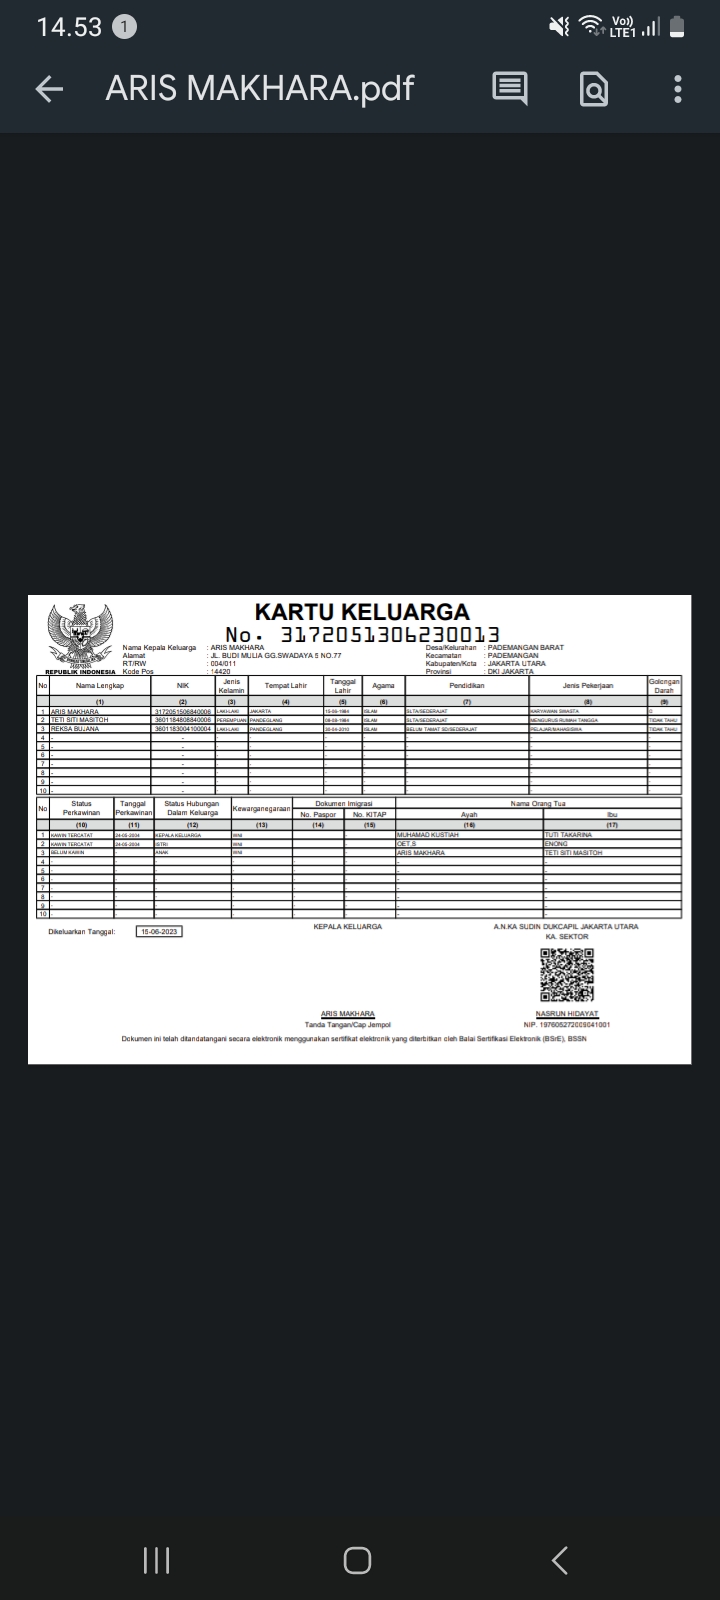 14.53 1 Vo)) LTE1
ARIS MAKHARA.pdf
KARTU KELUARGA
No. 3172051306230013
REPUBLIK INDONESIA
Nama Kepala Keluarga : ARIS MAKHARA
Alamat : JL. BUDI MULIA GG.SWADAYA 5 NO.77
RT/RW : 004/011
Kode Pos : 14420
Desa/Kelurahan : PADEMANGAN BARAT
Kecamatan : PADEMANGAN
Kabupaten/Kota : JAKARTA UTARA
Provinsi : DKI JAKARTA
No Nama Lengkap NIK Jenis Kelamin Tempat Lahir Tanggal Lahir Agama Pendidikan Jenis Pekerjaan Golongan Darah
(1) (2) (3) (4) (5) (6) (7) (8) (9)
1 ARIS MAKHARA 3172051506840006 LAKI-LAKI JAKARTA 15-06-1984 ISLAM SLTA/SEDERAJAT KARYAWAN SWASTA
2 TETI SITI MASITOH 3601184808840006 PEREMPUAN PANDEGLANG 08-08-1984 ISLAM SLTA/SEDERAJAT MENGURUS RUMAH TANGGA TIDAK TAHU
3 REKSA BUJANA 3601183004100004 LAKI-LAKI PANDEGLANG ISLAM BELUM TAMAT SD/SEDERAJAT PELAJAR/MAHASISWA TIDAK TAHU
4 - - - - - - -
5 - - - - - - -
6 - - - - - - -
7 - - - - - - -
8 - - - - - - -
9 - - - - - - -
10 - - - - - - -
No Status Perkawinan Tanggal Perkawinan Status Hubungan Dalam Keluarga Kewarganegaraan Dokumen Imigrasi Nama Orang Tua
No. Paspor No. KITAP Ayah Ibu
(10) (11) (12) (13) (14) (15) (16) (17)
1 KAWIN TERCATAT 24-05-2004 KEPALA KELUARGA WNI - MUHAMAD KUSTIAH TUTI TAKARINA
2 KAWIN TERCATAT 24-05-2004 ISTRI WNI - OET.S ENONG
3 BELUM KAWIN - ANAK WNI - ARIS MAKHARA TETI SITI MASITOH
4 - - - - - - - -
5 - - - - - - - -
6 - - - - - - - -
7 - - - - - - - -
8 - - - - - - - -
9 - - - - - - - -
10 - - - - - - - -
Dikeluarkan Tanggal: 15-06-2023
KEPALA KELUARGA
ARIS MAKHARA
Tanda Tangan/Cap Jempol
A.N.KA SUDIN DUKCAPIL JAKARTA UTARA
KA. SEKTOR
NASRUN HIDAYAT
NIP. 197605272009041001
Dokumen ini telah ditandatangani secara elektronik menggunakan sertifikat elektronik yang diterbitkan oleh Balai Sertifikasi Elektronik (BSrE), BSSN